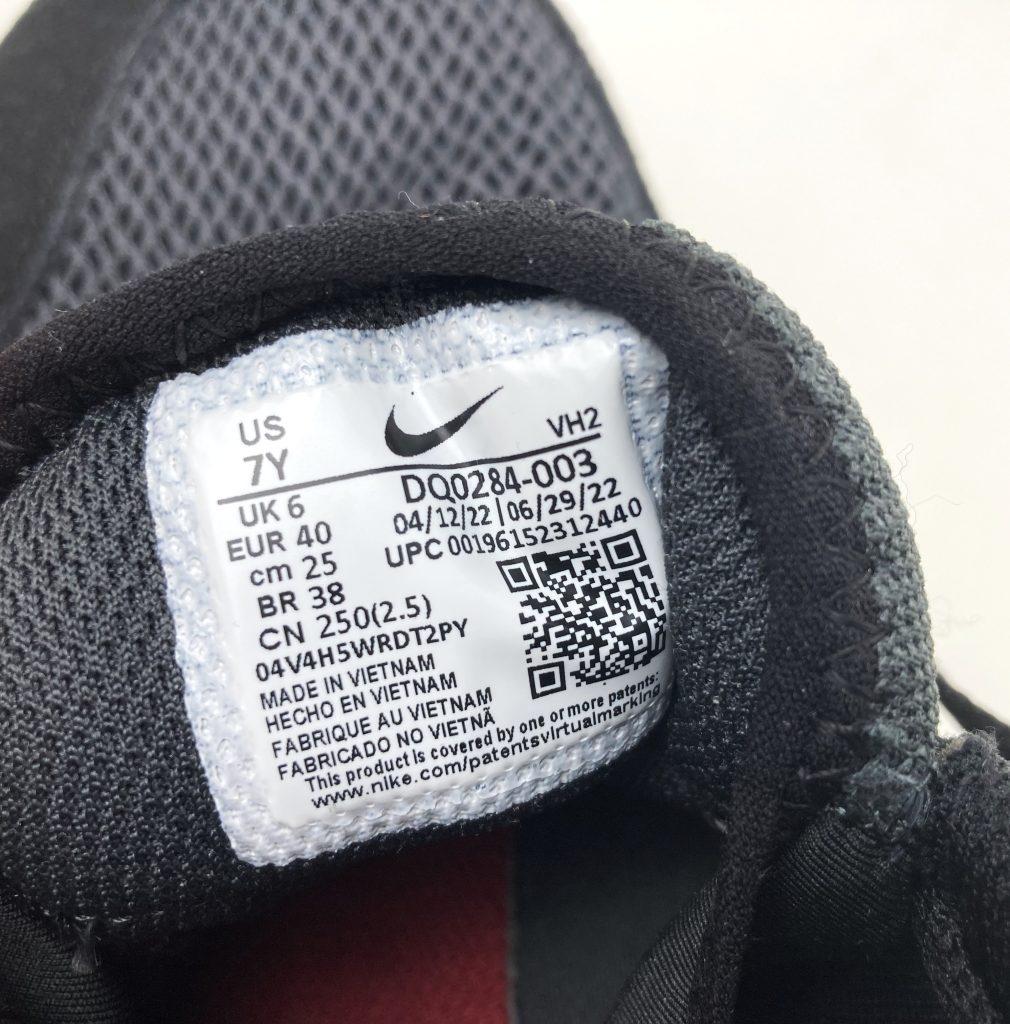 US
7Y
VH2
UK 6
DQ0284-003
EUR 40
04/12/22 | 06/29/22
cm 25
UPC 00196152312440
BR 38
CN 250(2.5)
04V4H5WRDT2PY
MADE IN VIETNAM
HECHO EN VIETNAM
FABRIQUE AU VIETNAM
FABRICADO NO VIETNÃ
This product is covered by one or more patents:
www.nike.com/patentsvirtualmarking